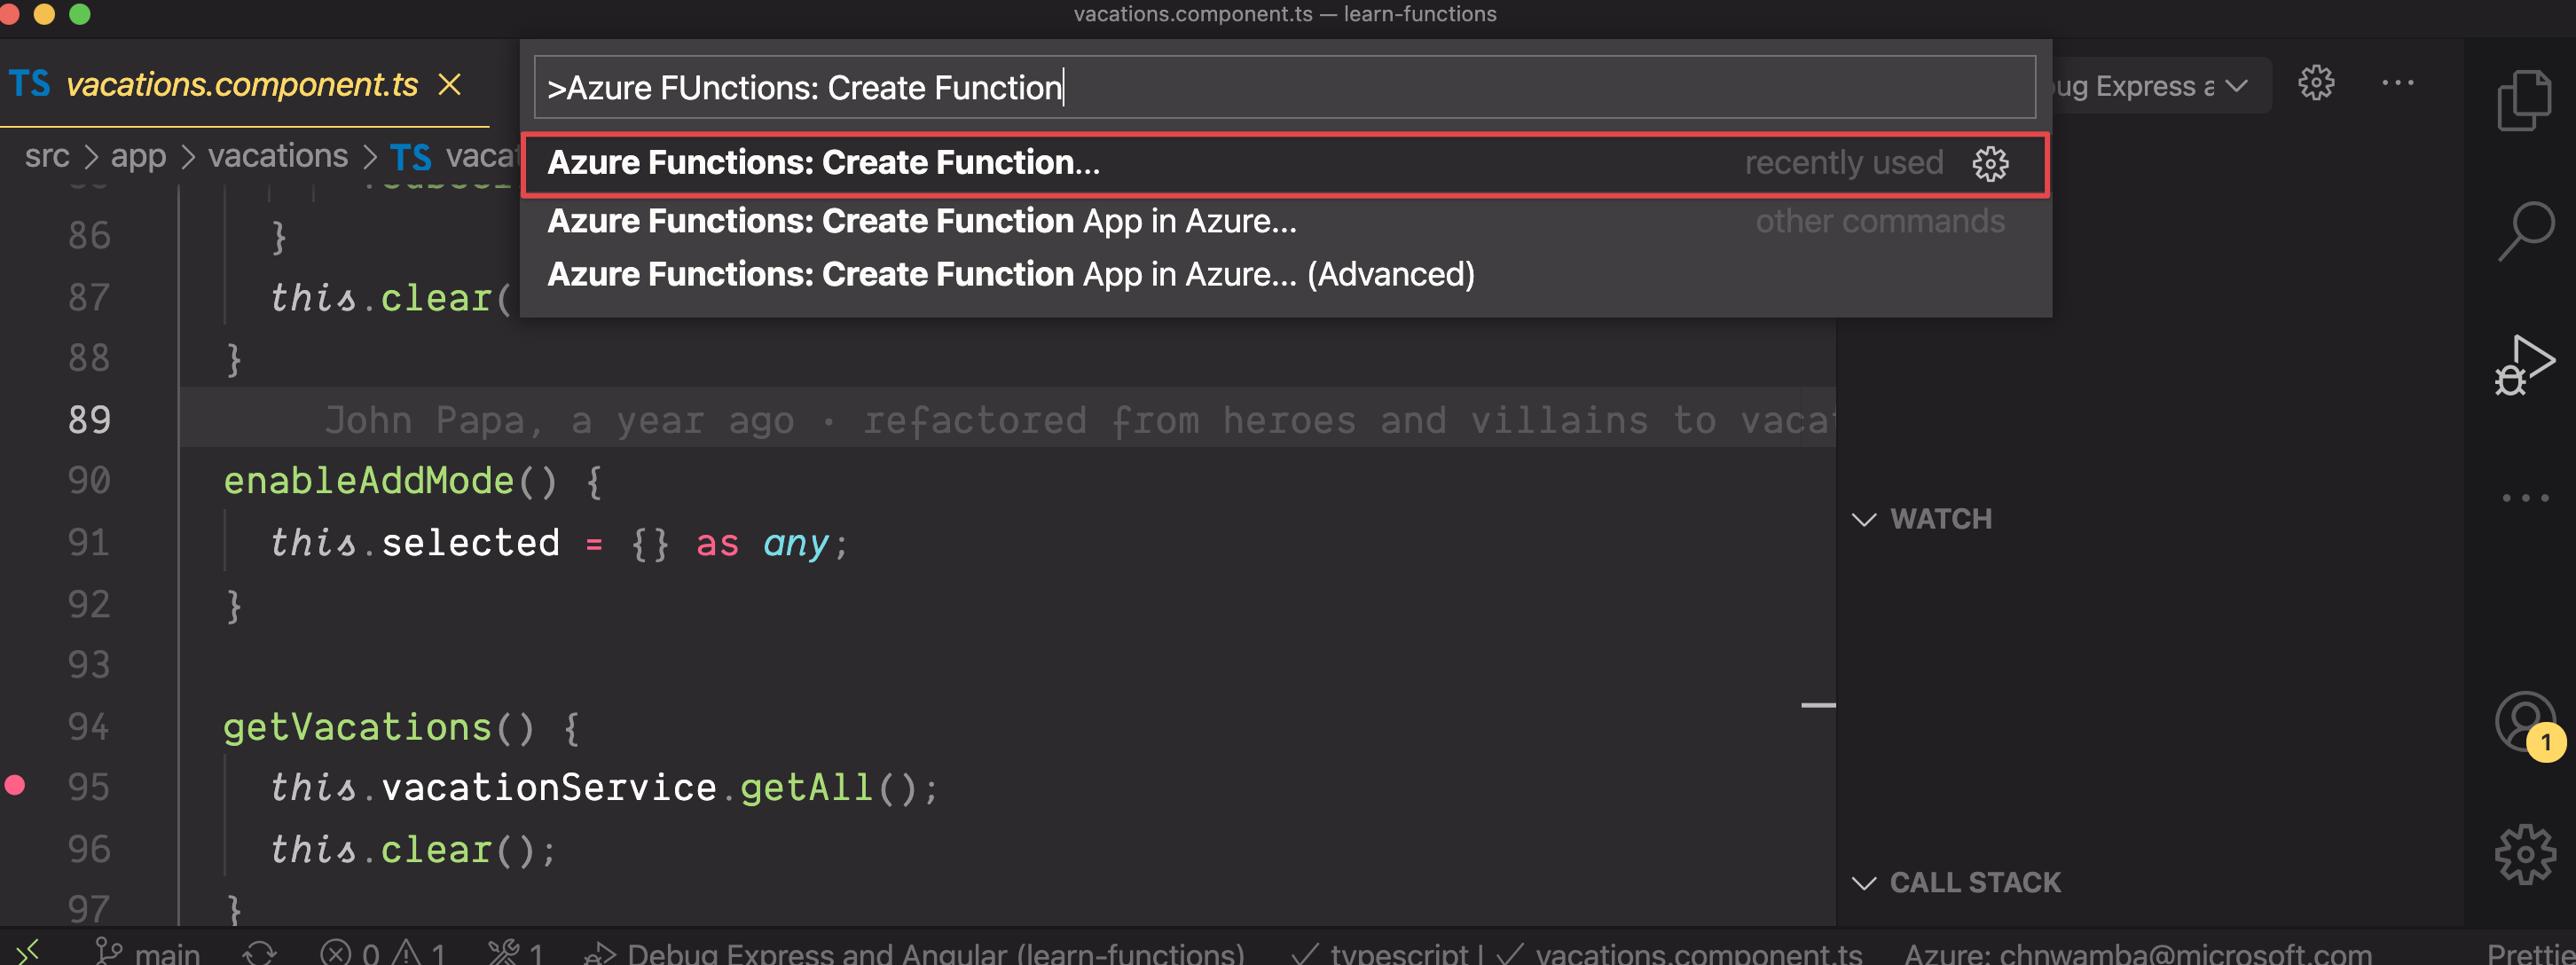 vacations.component.ts — learn-functions
TS vacations.component.ts
>Azure FUnctions: Create Function
Azure Functions: Create Function... recently used
Azure Functions: Create Function App in Azure... other commands
Azure Functions: Create Function App in Azure... (Advanced)
ug Express a
src > app > vacations > TS vaca
86 }
87 this.clear(
88 }
89 John Papa, a year ago · refactored from heroes and villains to vaca
90 enableAddMode() {
91 this.selected = {} as any;
92 }
93
94 getVacations() {
95 this.vacationService.getAll();
96 this.clear();
97 }
WATCH
CALL STACK
1
main 0 1 1 Debug Express and Angular (learn-functions) typescript | vacations.component.ts Azure: chnwamba@microsoft.com Prettie